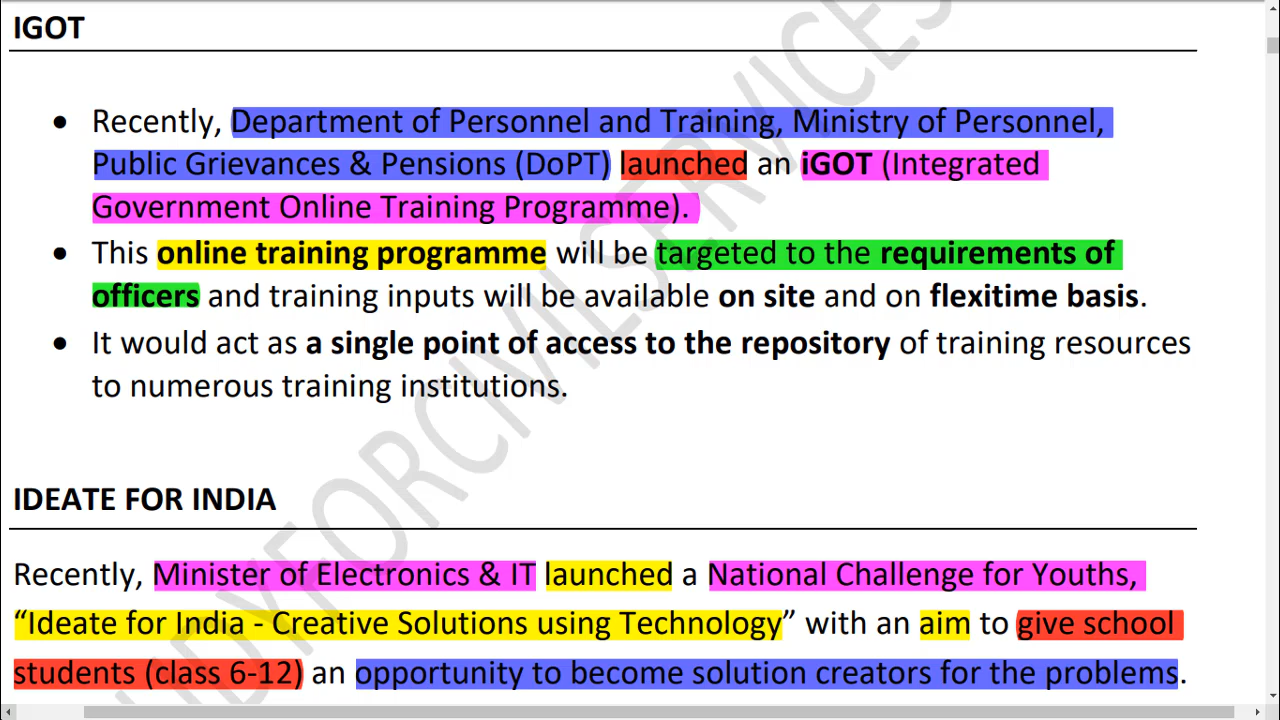 IGOT
• Recently, Department of Personnel and Training, Ministry of Personnel,
Public Grievances & Pensions (DoPT) launched an iGOT (Integrated
Government Online Training Programme).
• This online training programme will be targeted to the requirements of
officers and training inputs will be available on site and on flexitime basis.
• It would act as a single point of access to the repository of training resources
to numerous training institutions.
IDEATE FOR INDIA
Recently, Minister of Electronics & IT launched a National Challenge for Youths,
“Ideate for India - Creative Solutions using Technology” with an aim to give school
students (class 6-12) an opportunity to become solution creators for the problems.
UDYFORCIVILSERVICES